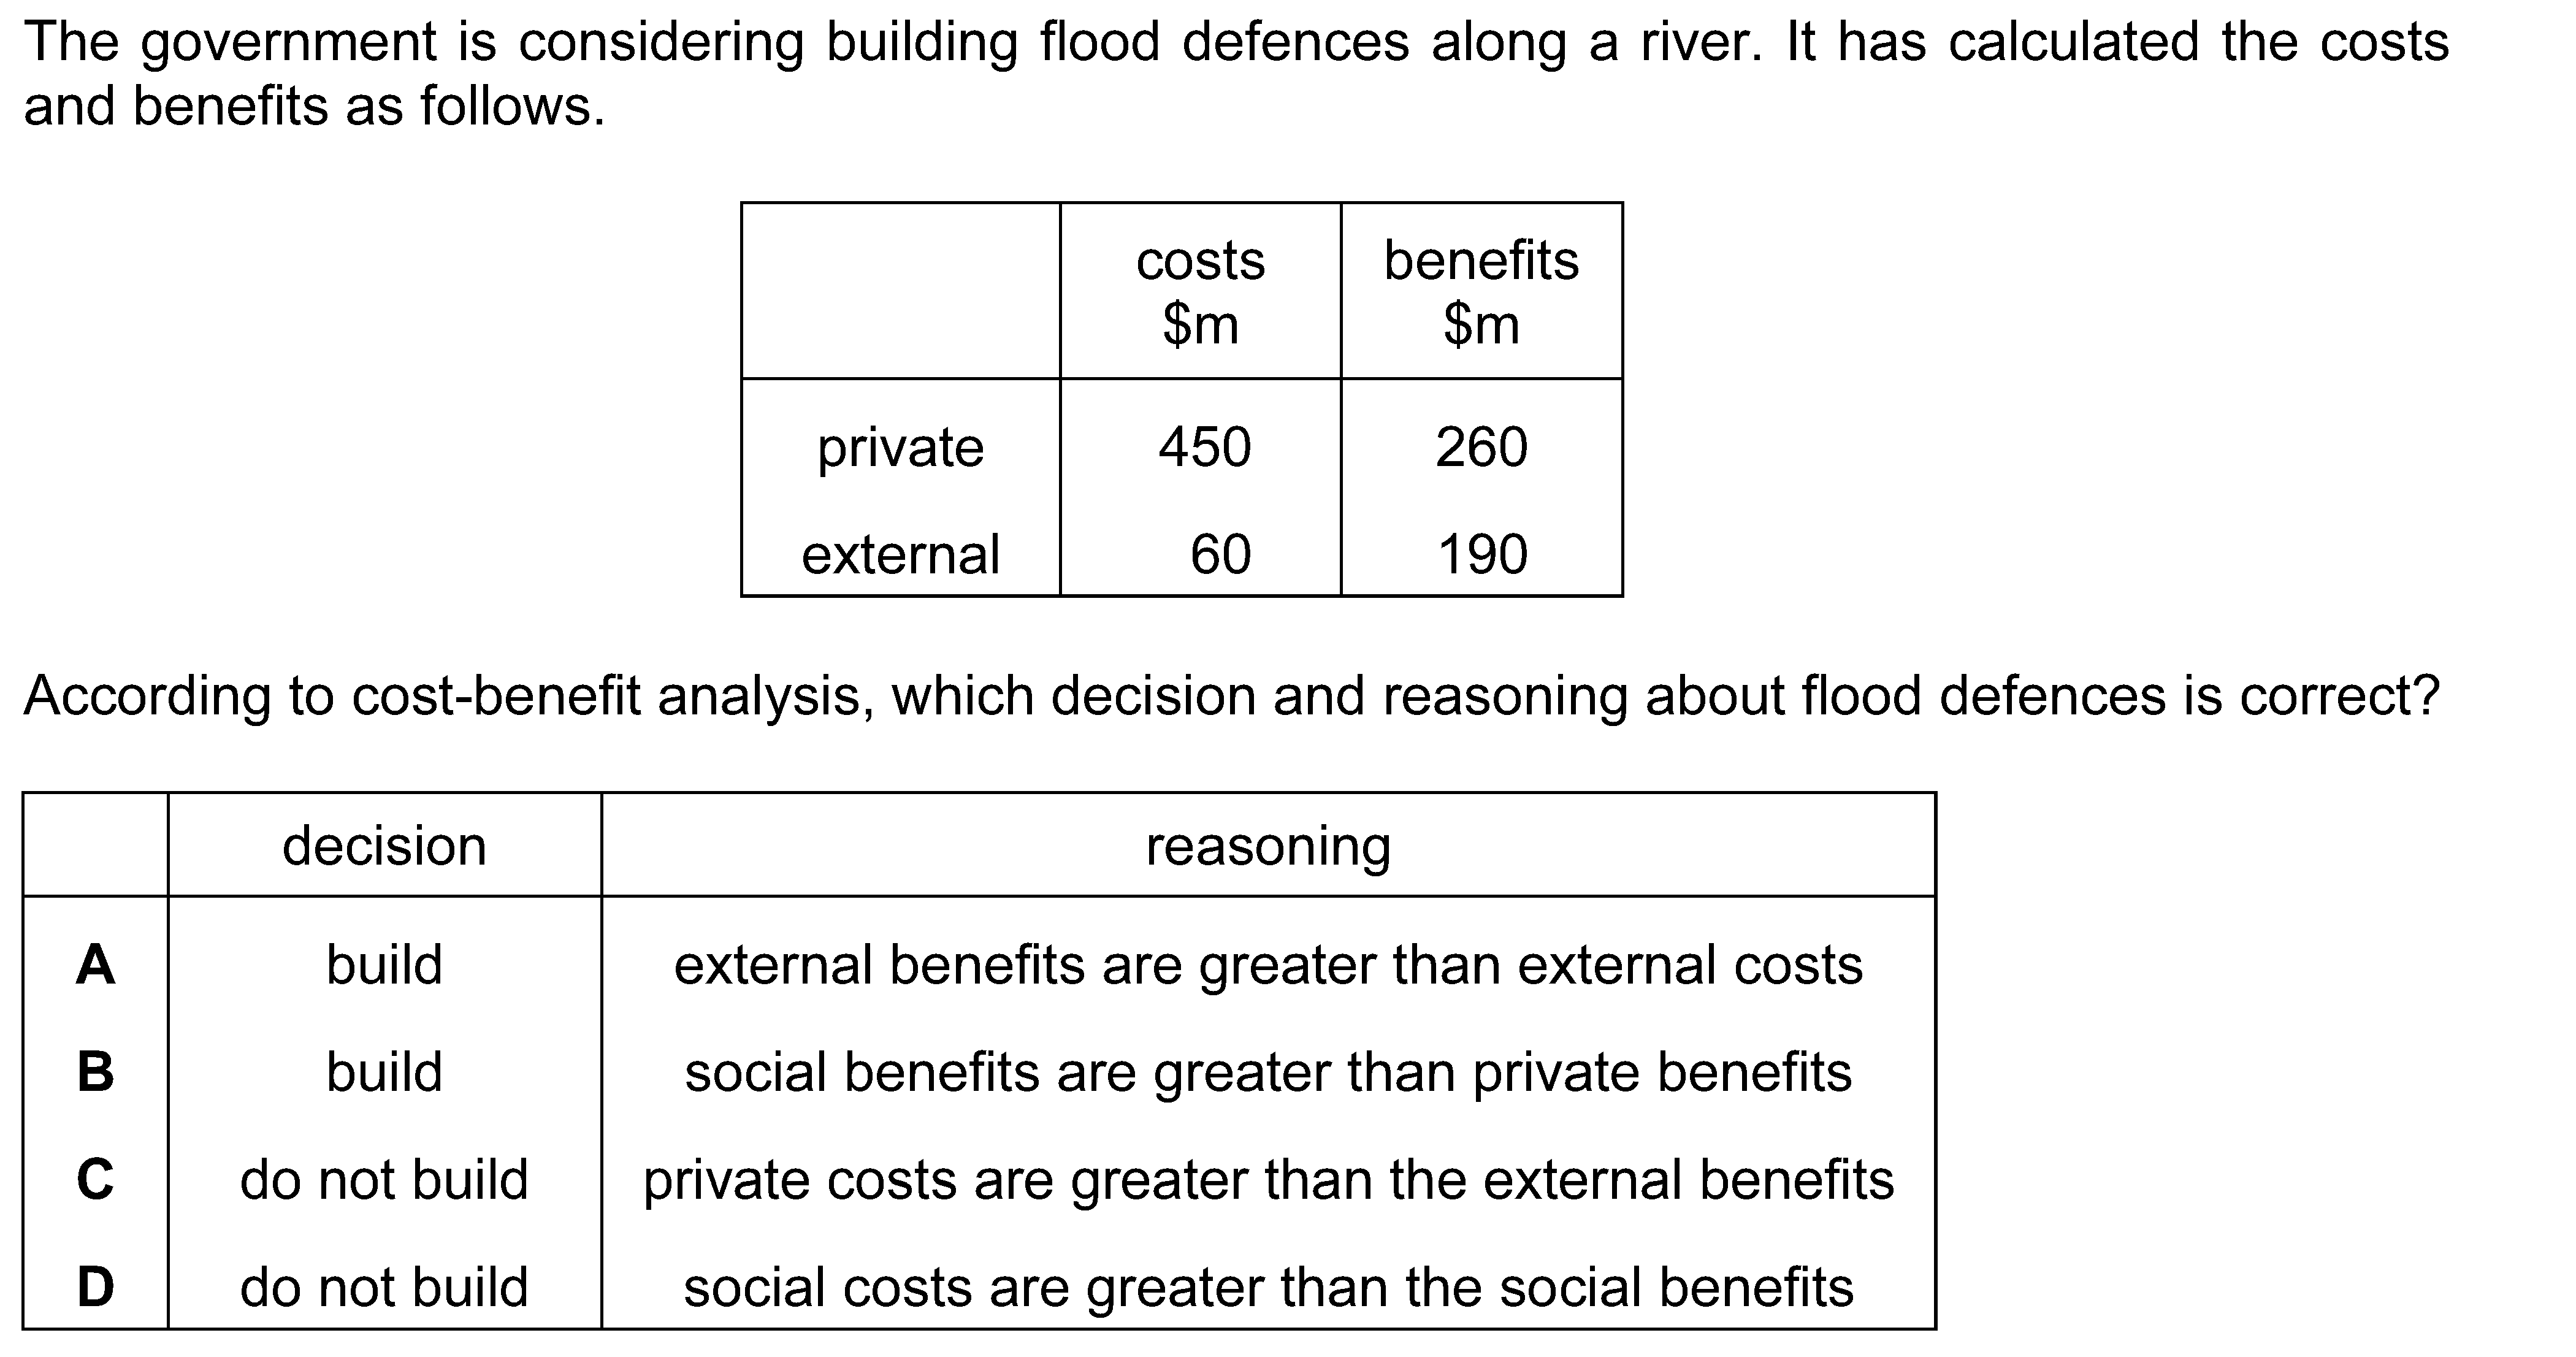 The government is considering building flood defences along a river. It has calculated the costs
and benefits as follows.
costs benefits
$m $m
private 450 260
external 60 190
According to cost-benefit analysis, which decision and reasoning about flood defences is correct?
decision reasoning
A build external benefits are greater than external costs
B build social benefits are greater than private benefits
C do not build private costs are greater than the external benefits
D do not build social costs are greater than the social benefits